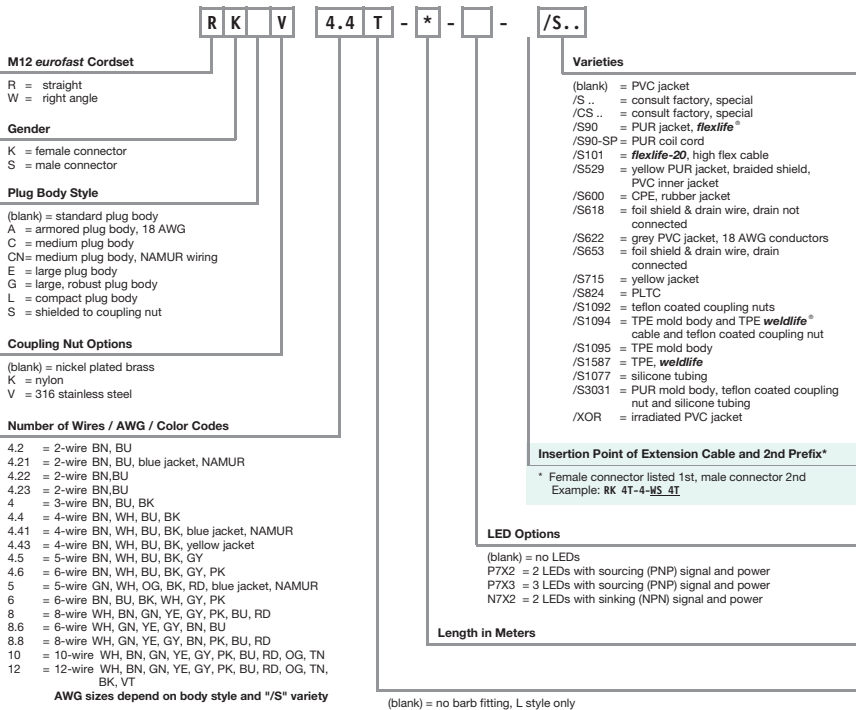 R K V 4.4 T - * - - /S..
M12 eurofast Cordset
R = straight
W = right angle
Gender
K = female connector
S = male connector
Plug Body Style
(blank) = standard plug body
A = armored plug body, 18 AWG
C = medium plug body
CN= medium plug body, NAMUR wiring
E = large plug body
G = large, robust plug body
L = compact plug body
S = shielded to coupling nut
Coupling Nut Options
(blank) = nickel plated brass
K = nylon
V = 316 stainless steel
Number of Wires / AWG / Color Codes
4.2 = 2-wire BN, BU
4.21 = 2-wire BN, BU, blue jacket, NAMUR
4.22 = 2-wire BN,BU
4.23 = 2-wire BN,BU
4 = 3-wire BN, BU, BK
4.4 = 4-wire BN, WH, BU, BK
4.41 = 4-wire BN, WH, BU, BK, blue jacket, NAMUR
4.43 = 4-wire BN, WH, BU, BK, yellow jacket
4.5 = 5-wire BN, WH, BU, BK, GY
4.6 = 6-wire BN, WH, BU, BK, GY, PK
5 = 5-wire GN, WH, OG, BK, RD, blue jacket, NAMUR
6 = 6-wire BN, BU, BK, WH, GY, PK
8 = 8-wire WH, BN, GN, YE, GY, PK, BU, RD
8.6 = 6-wire WH, GN, YE, GY, BN, BU
8.8 = 8-wire WH, GN, YE, GY, BN, PK, BU, RD
10 = 10-wire WH, BN, GN, YE, GY, PK, BU, RD, OG, TN
12 = 12-wire WH, BN, GN, YE, GY, PK, BU, RD, OG, TN,
BK, VT
AWG sizes depend on body style and "/S" variety
Varieties
(blank) = PVC jacket
/S .. = consult factory, special
/CS .. = consult factory, special
/S90 = PUR jacket, flexlife®
/S90-SP = PUR coil cord
/S101 = flexlife-20, high flex cable
/S529 = yellow PUR jacket, braided shield,
PVC inner jacket
/S600 = CPE, rubber jacket
/S618 = foil shield & drain wire, drain not
connected
/S622 = grey PVC jacket, 18 AWG conductors
/S653 = foil shield & drain wire, drain
connected
/S715 = yellow jacket
/S824 = PLTC
/S1092 = teflon coated coupling nuts
/S1094 = TPE mold body and TPE weldlife®
cable and teflon coated coupling nut
/S1095 = TPE mold body
/S1587 = TPE, weldlife
/S1077 = silicone tubing
/S3031 = PUR mold body, teflon coated coupling
nut and silicone tubing
/XOR = irradiated PVC jacket
Insertion Point of Extension Cable and 2nd Prefix*
* Female connector listed 1st, male connector 2nd
Example: RK 4T-4-WS 4T
LED Options
(blank) = no LEDs
P7X2 = 2 LEDs with sourcing (PNP) signal and power
P7X3 = 3 LEDs with sourcing (PNP) signal and power
N7X2 = 2 LEDs with sinking (NPN) signal and power
Length in Meters
(blank) = no barb fitting, L style only